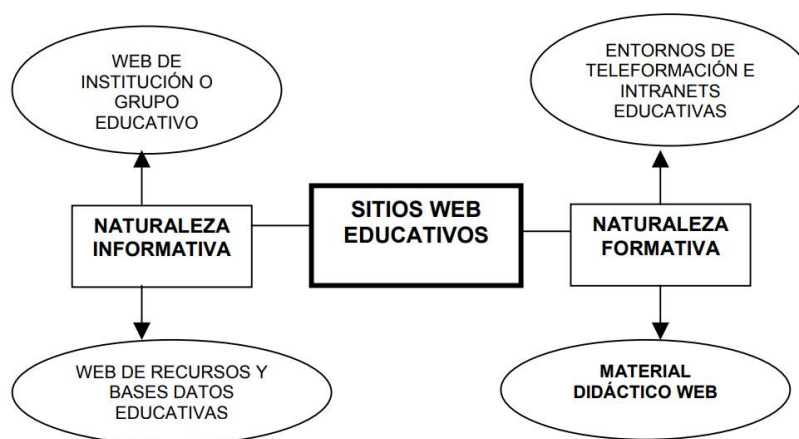 WEB DE
INSTITUCIÓN O
GRUPO
EDUCATIVO
ENTORNOS DE
TELEFORMACIÓN E
INTRANETS
EDUCATIVAS
NATURALEZA
INFORMATIVA
SITIOS WEB
EDUCATIVOS
NATURALEZA
FORMATIVA
WEB DE RECURSOS Y
BASES DATOS
EDUCATIVAS
MATERIAL
DIDÁCTICO WEB